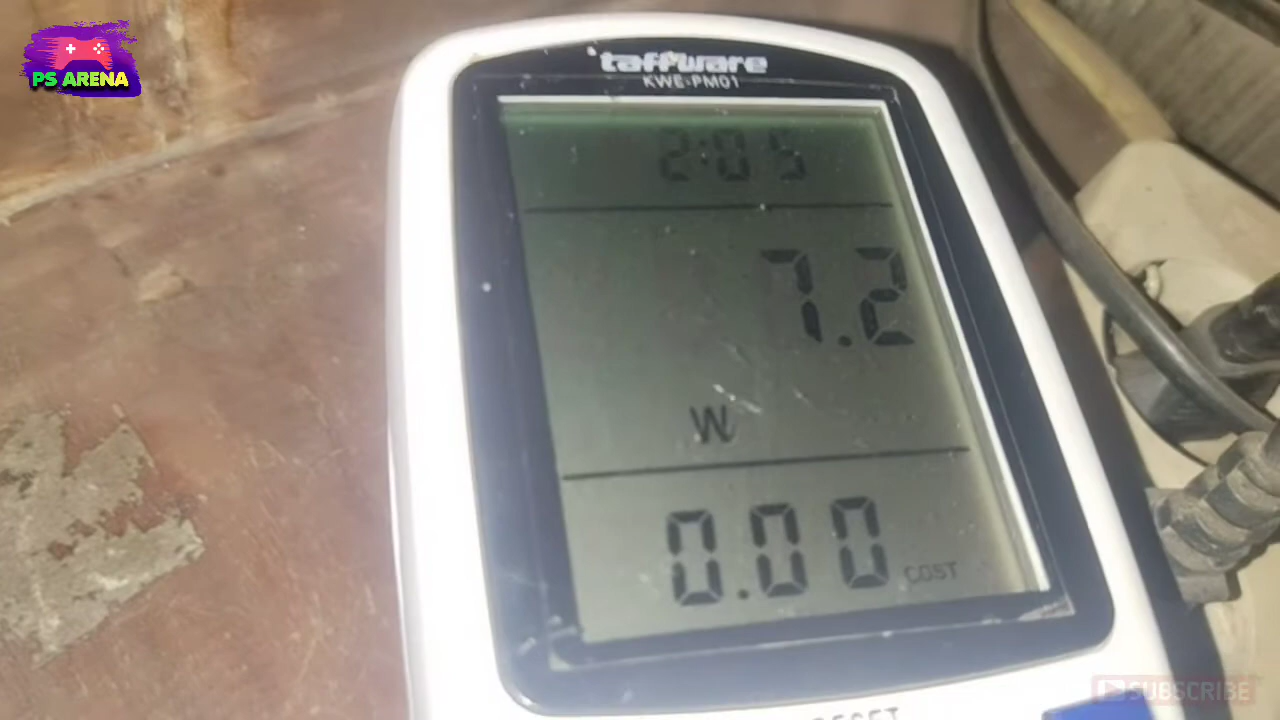 PS ARENA
taffware
KWE-PM01
2:05
7.2
W
0.00 COST
RESET
SUBSCRIBE